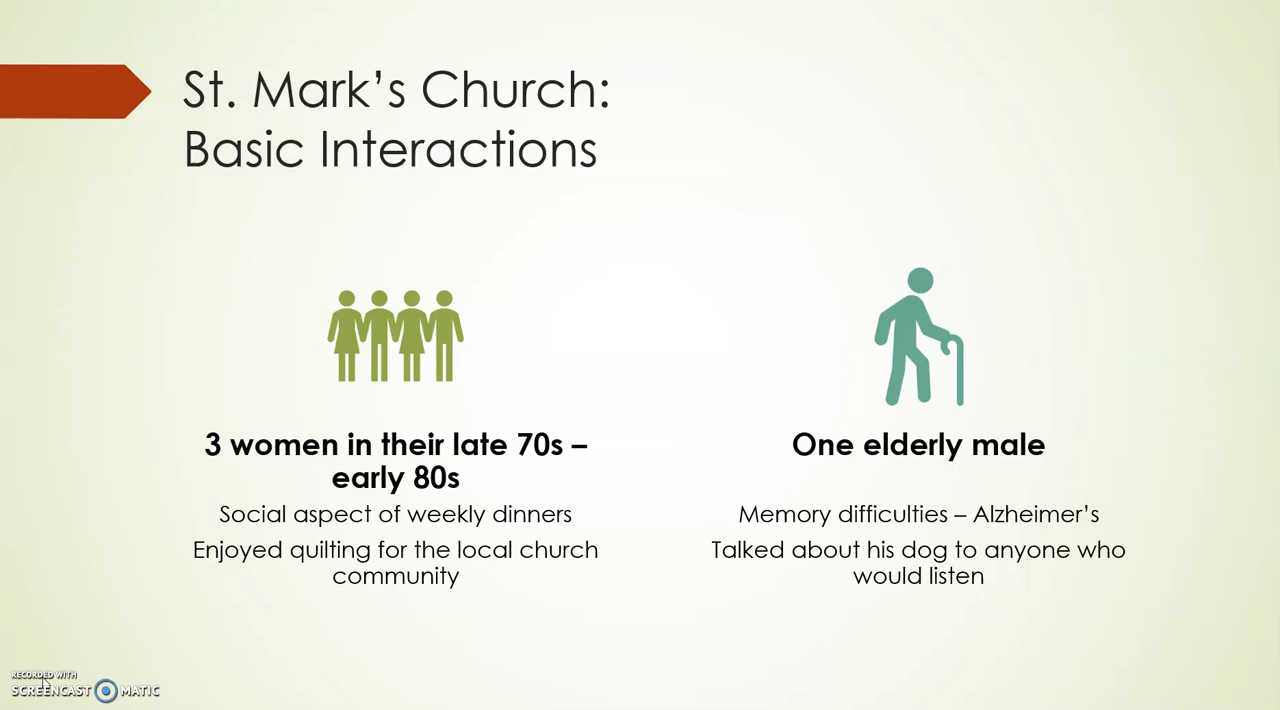 St. Mark’s Church:
Basic Interactions
3 women in their late 70s –
early 80s
Social aspect of weekly dinners
Enjoyed quilting for the local church
community
One elderly male
Memory difficulties – Alzheimer’s
Talked about his dog to anyone who
would listen
RECORDED WITH
SCREENCAST MATIC